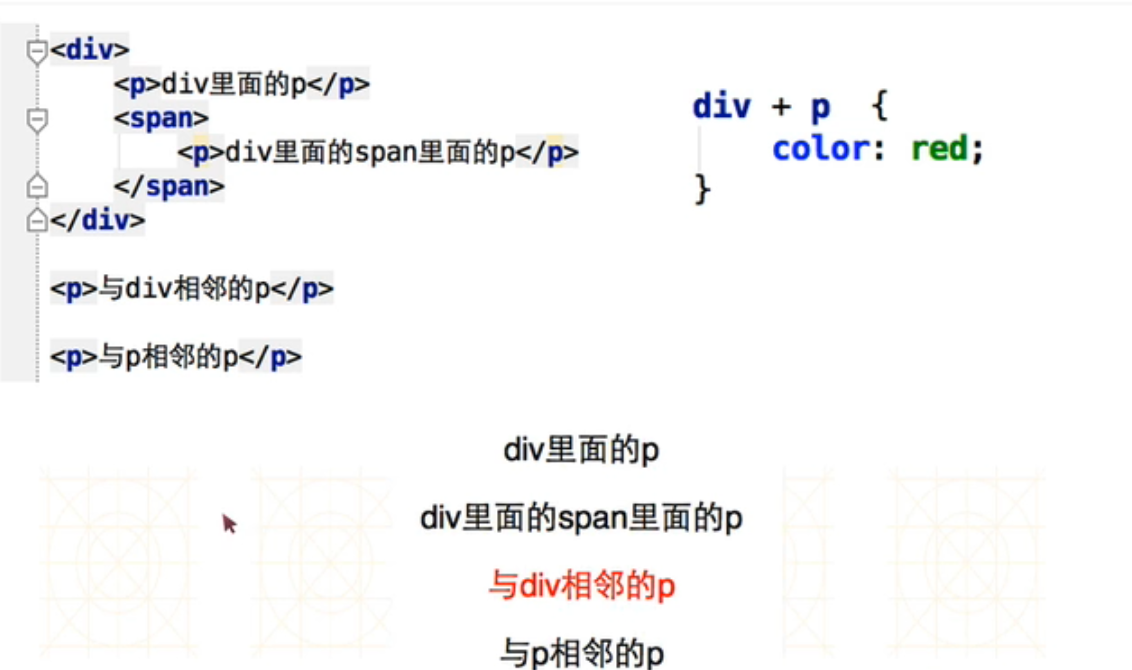 <div>
<p>div里面的p</p>
<span>
<p>div里面的span里面的p</p>
</span>
</div>
<p>与div相邻的p</p>
<p>与p相邻的p</p>
div + p {
color: red;
}
div里面的p
div里面的span里面的p
与div相邻的p
与p相邻的p